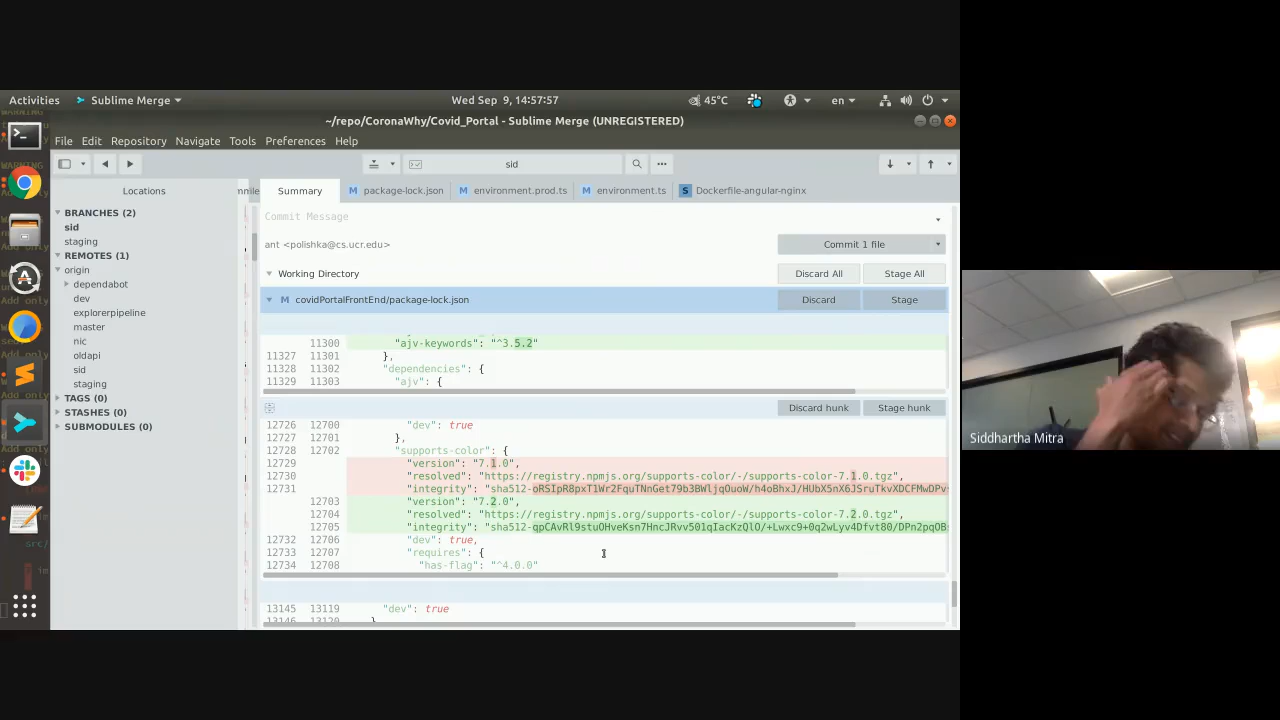 Activities
Sublime Merge
Wed Sep 9, 14:57:57
45°C
en
~/repo/CoronaWhy/Covid_Portal - Sublime Merge (UNREGISTERED)
File Edit Repository Navigate Tools Preferences Help
sid
Locations
Summary
package-lock.json
environment.prod.ts
environment.ts
Dockerfile-angular-nginx
BRANCHES (2)
sid
staging
REMOTES (1)
origin
dependabot
dev
explorerpipeline
master
nic
oldapi
sid
staging
TAGS (0)
STASHES (0)
SUBMODULES (0)
Commit Message
ant <polishka@cs.ucr.edu>
Commit 1 file
Working Directory
Discard All
Stage All
M covidPortalFrontEnd/package-lock.json
Discard
Stage
11300 "ajv-keywords": "^3.5.2"
11327 11301 },
11328 11302 "dependencies": {
11329 11303 "ajv": {
Discard hunk
Stage hunk
12726 12700 "dev": true
12727 12701 },
12728 12702 "supports-color": {
12729 "version": "7.1.0",
12730 "resolved": "https://registry.npmjs.org/supports-color/-/supports-color-7.1.0.tgz",
12731 "integrity": "sha512-oRSIpR8pxT1Wr2FquTNnGet79b3BWljqOuoW/h4oBhxJ/HUbX5nX6JSruTkvXDCFMwDPv
12703 "version": "7.2.0",
12704 "resolved": "https://registry.npmjs.org/supports-color/-/supports-color-7.2.0.tgz",
12705 "integrity": "sha512-qpCAvRl9stuOHveKsn7HncJRvv501qIacKzQlO/+Lwxc9+0q2wLyv4Dfvt80/DPn2pqOB
12732 12706 "dev": true,
12733 12707 "requires": {
12734 12708 "has-flag": "^4.0.0"
13145 13119 "dev": true
Siddhartha Mitra